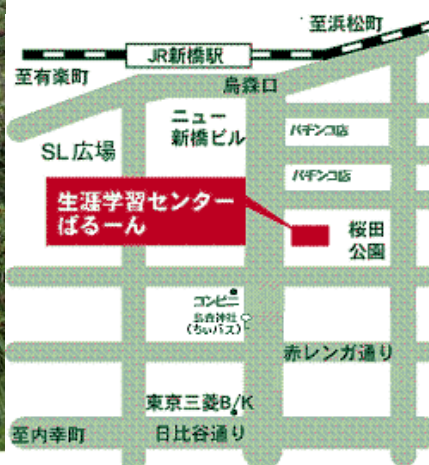 至浜松町
JR新橋駅
至有楽町
烏森口
ニュー
新橋ビル
パチンコ店
SL広場
パチンコ店
生涯学習センター
ばるーん
桜田
公園
コンビニ
烏森神社
(ちぃバス)
赤レンガ通り
東京三菱B/K
至内幸町
日比谷通り